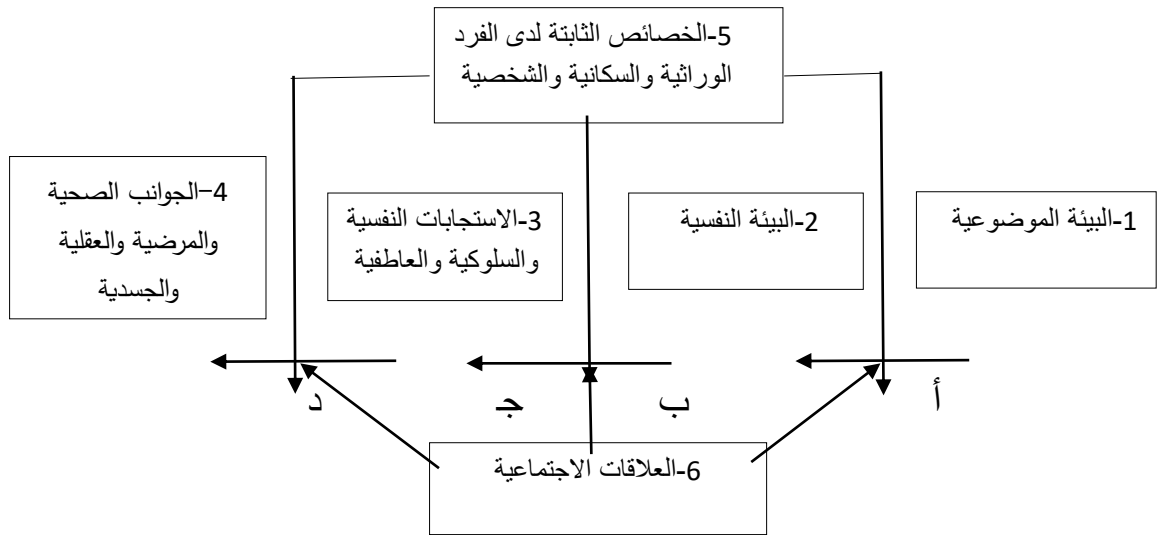 5-الخصائص الثابتة لدى الفرد
الوراثية والسكانية والشخصية
1-البيئة الموضوعية
2-البيئة النفسية
3-الاستجابات النفسية
والسلوكية والعاطفية
4-الجوانب الصحية
والمرضية والعقلية
والجسدية
أ
ب
جـ
د
6-العلاقات الاجتماعية